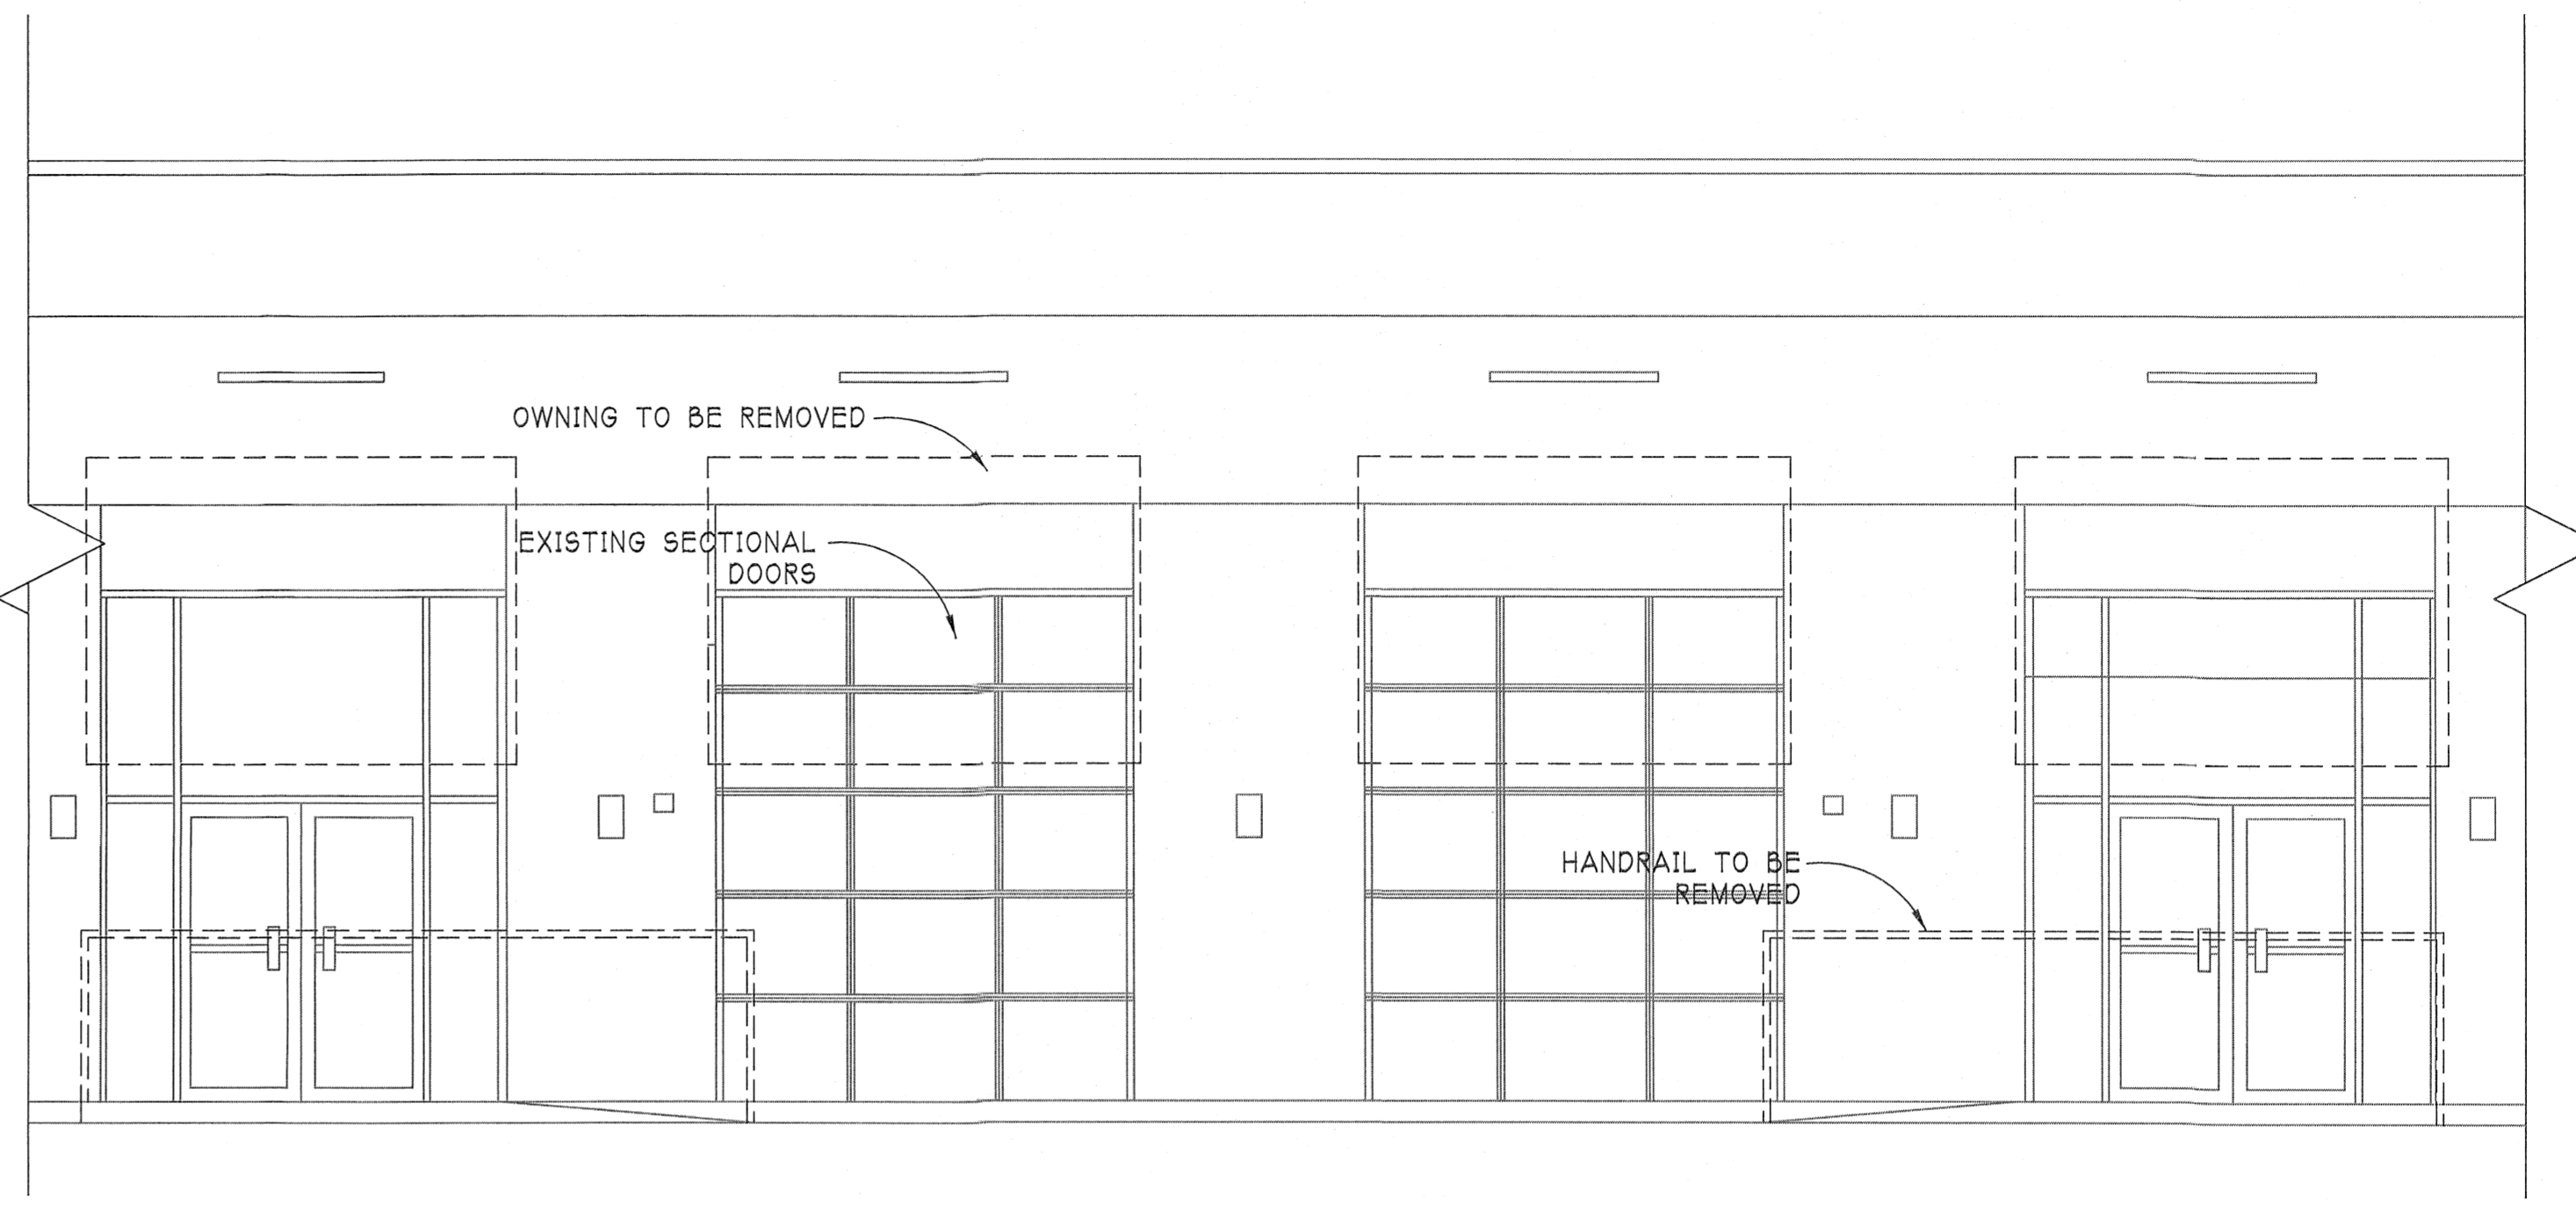 OWNING TO BE REMOVED
EXISTING SECTIONAL
DOORS
HANDRAIL TO BE
REMOVED